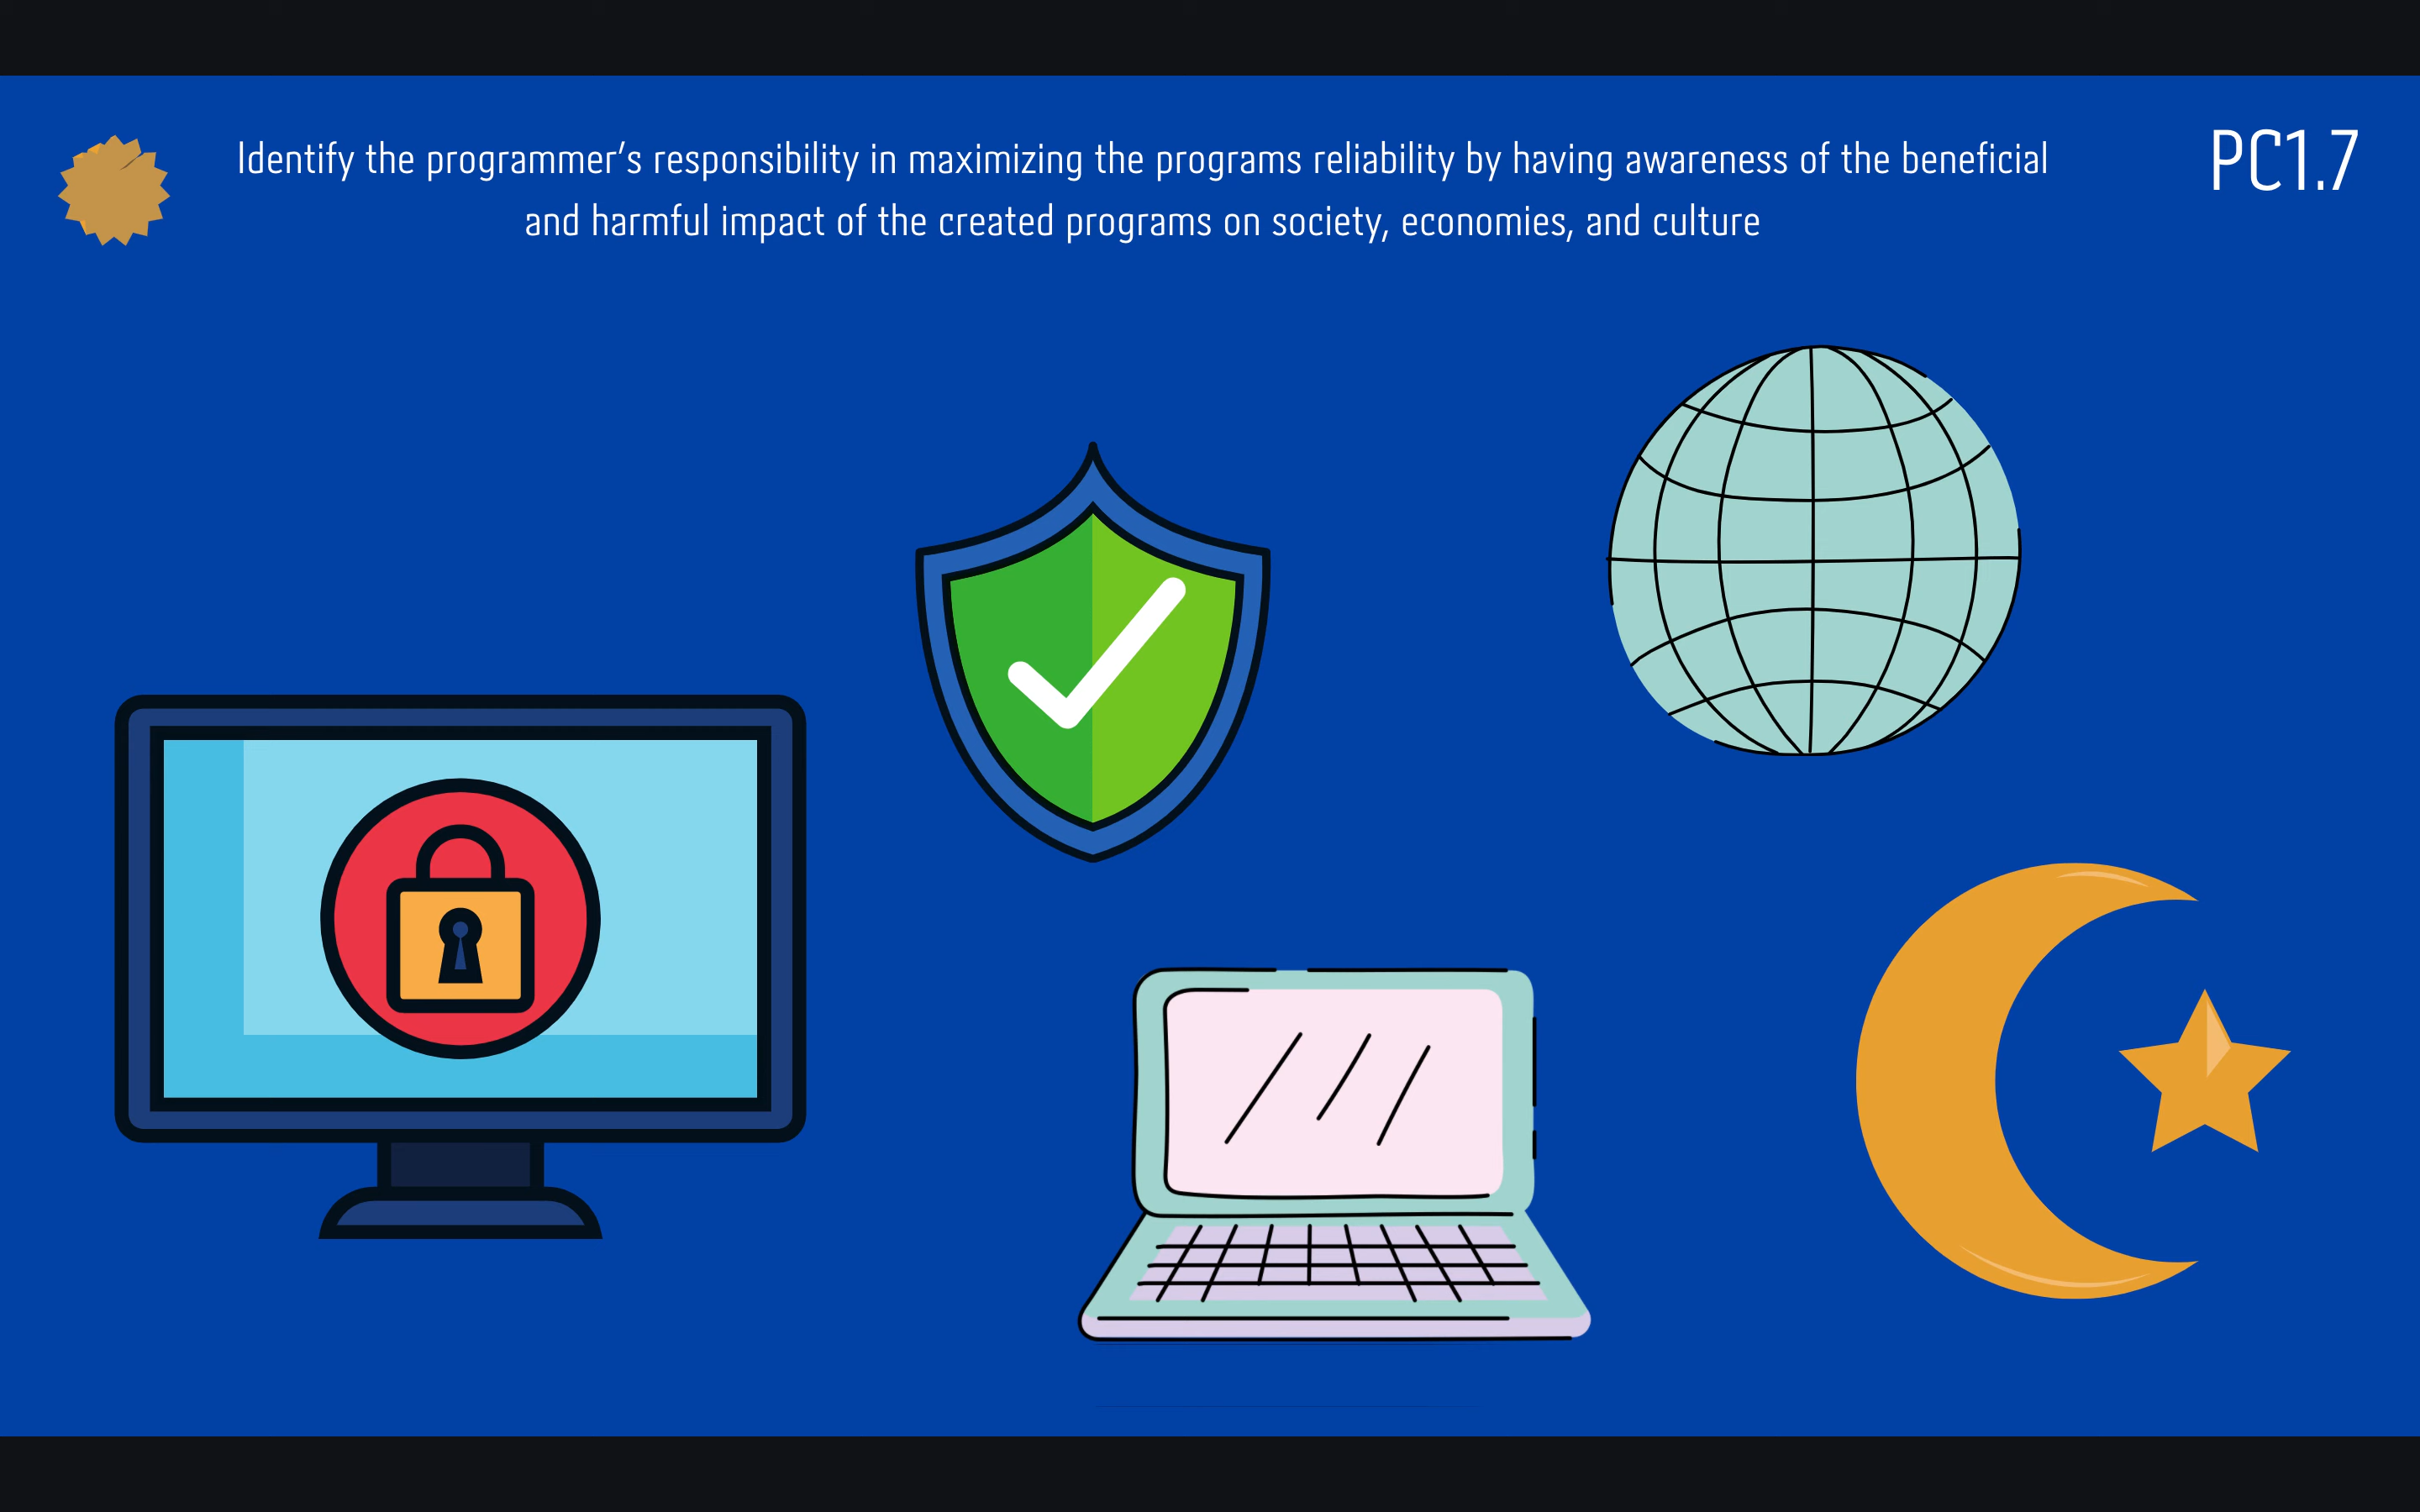 Identify the programmer's responsibility in maximizing the programs reliability by having awareness of the beneficial
and harmful impact of the created programs on society, economies, and culture
PC1.7